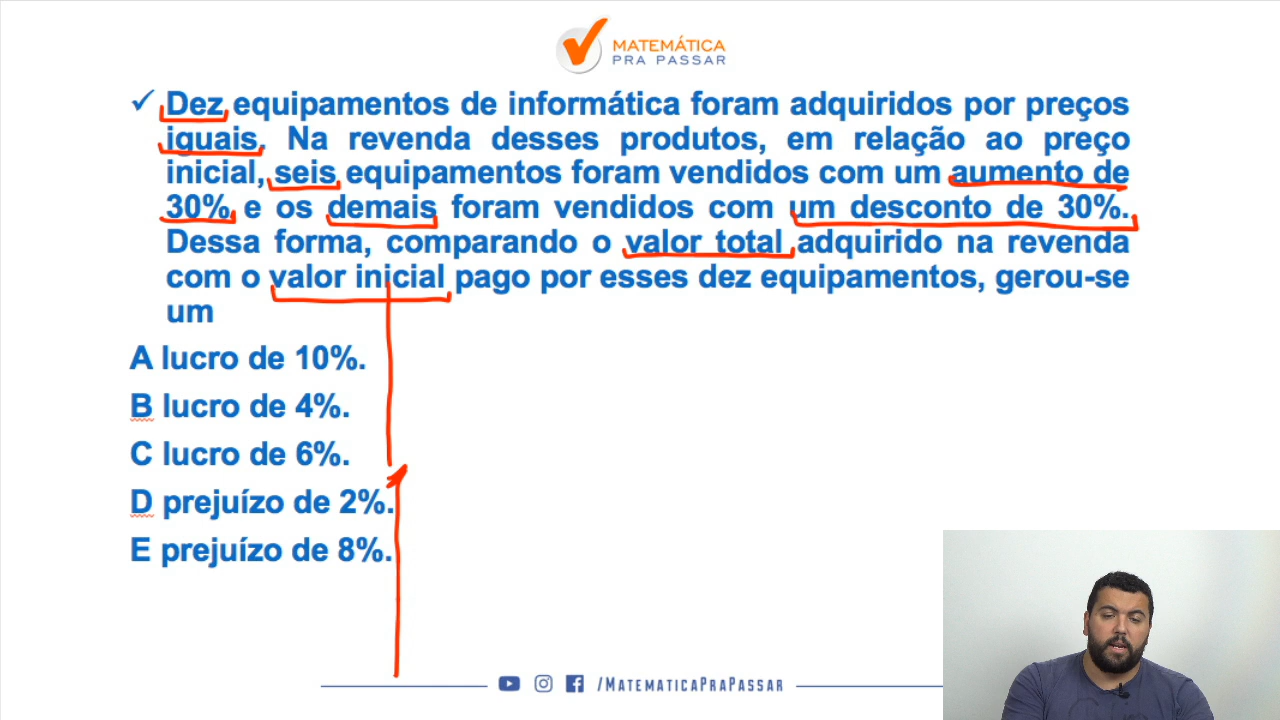 MATEMÁTICA
PRA PASSAR
✓ Dez equipamentos de informática foram adquiridos por preços
iguais. Na revenda desses produtos, em relação ao preço
inicial, seis equipamentos foram vendidos com um aumento de
30% e os demais foram vendidos com um desconto de 30%.
Dessa forma, comparando o valor total adquirido na revenda
com o valor inicial pago por esses dez equipamentos, gerou-se
um
A lucro de 10%.
B lucro de 4%.
C lucro de 6%.
D prejuízo de 2%.
E prejuízo de 8%.
/MATEMATICAPRAPASSAR